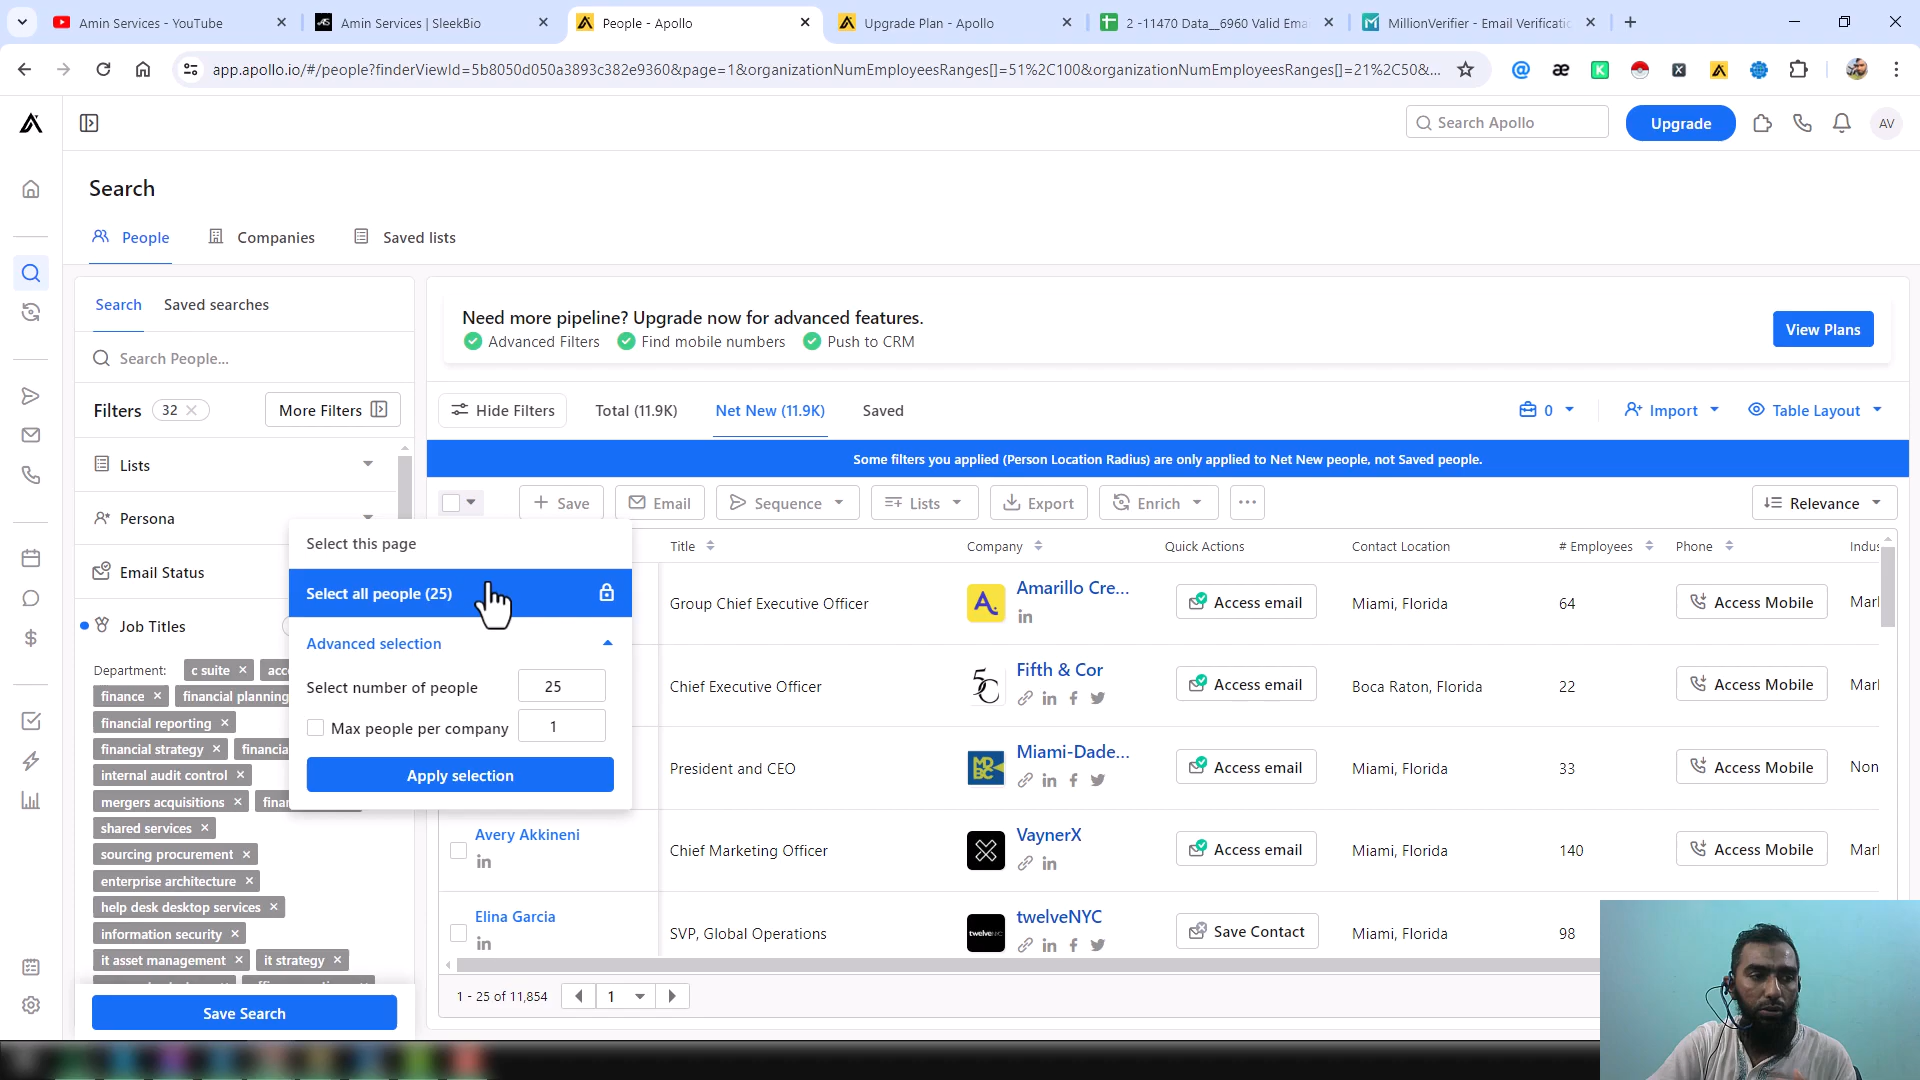 Amin Services - YouTube
Amin Services | SleekBio
People - Apollo
Upgrade Plan - Apollo
2 -11470 Data__6960 Valid Ema
MillionVerifier - Email Verificatio
app.apollo.io/#/people?finderViewId=5b8050d050a3893c382e9360&page=1&organizationNumEmployeesRanges[]=51%2C100&organizationNumEmployeesRanges[]=21%2C50&...
Search Apollo
Upgrade
AV
Search
People
Companies
Saved lists
Search
Saved searches
Search People...
Filters
32
More Filters
Lists
Persona
Email Status
Job Titles
Department:
c suite
acc
finance
financial planning
financial reporting
financial strategy
financia
internal audit control
mergers acquisitions
finan
shared services
sourcing procurement
enterprise architecture
help desk desktop services
information security
it asset management
it strategy
Save Search
Need more pipeline? Upgrade now for advanced features.
Advanced Filters
Find mobile numbers
Push to CRM
View Plans
Hide Filters
Total (11.9K)
Net New (11.9K)
Saved
0
Import
Table Layout
Some filters you applied (Person Location Radius) are only applied to Net New people, not Saved people.
Save
Email
Sequence
Lists
Export
Enrich
Relevance
Select this page
Select all people (25)
Advanced selection
Select number of people
25
Max people per company
1
Apply selection
Title
Company
Quick Actions
Contact Location
# Employees
Phone
Indus
Group Chief Executive Officer
Amarillo Cre...
Access email
Miami, Florida
64
Access Mobile
Marl
Chief Executive Officer
Fifth & Cor
Access email
Boca Raton, Florida
22
Access Mobile
Marl
President and CEO
Miami-Dade...
Access email
Miami, Florida
33
Access Mobile
Non
Avery Akkineni
Chief Marketing Officer
VaynerX
Access email
Miami, Florida
140
Access Mobile
Marl
Elina Garcia
SVP, Global Operations
twelveNYC
Save Contact
Miami, Florida
98
1 - 25 of 11,854
1